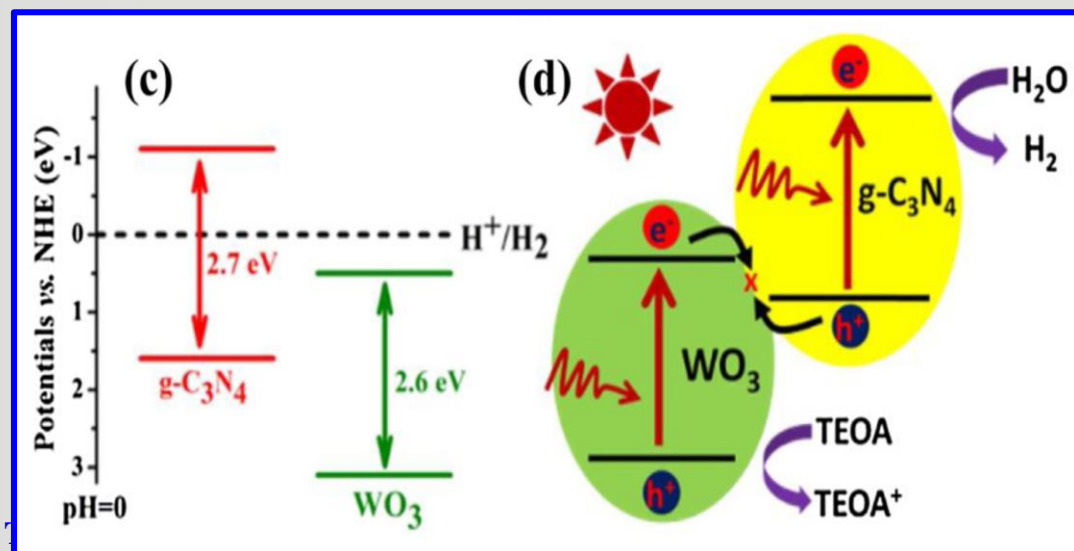 (c)
Potentials vs. NHE (eV)
-1
0
1
2
3
pH=0
H⁺/H₂
2.7 eV
g-C₃N₄
2.6 eV
WO₃
(d)
e⁻
H₂O
H₂
g-C₃N₄
e⁻
x
h⁺
WO₃
TEOA
TEOA⁺
h⁺